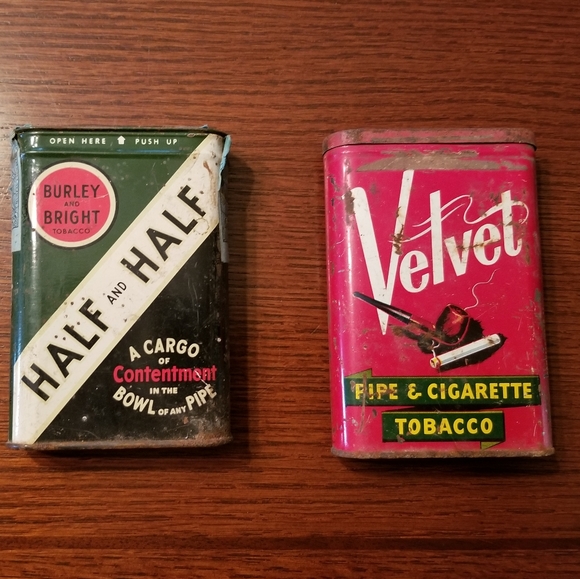 OPEN HERE PUSH UP
BURLEY
AND
BRIGHT
TOBACCO
HALF AND HALF
A CARGO
OF
Contentment
IN THE
BOWL OF ANY PIPE
Velvet
PIPE & CIGARETTE
TOBACCO